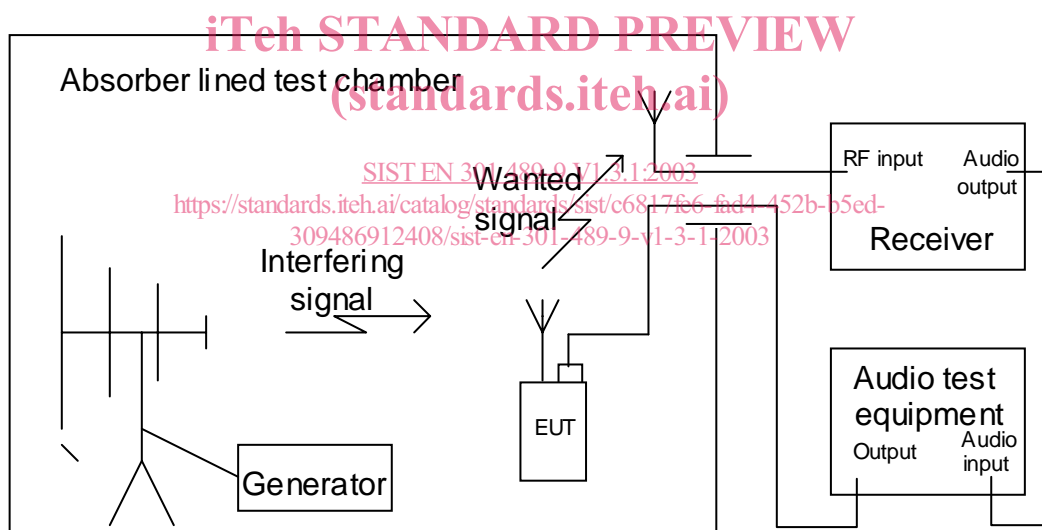 iTeh STANDARD PREVIEW
(standards.iteh.ai)
Absorber lined test chamber
SIST EN 301 489-9 V1.3.1:2003
https://standards.iteh.ai/catalog/standards/sist/c6817fe6-fad4-452b-b5ed-
309486912408/sist-en-301-489-9-v1-3-1-2003
Wanted
signal
RF input
Audio
output
Receiver
Interfering
signal
EUT
Generator
Audio test
equipment
Output
Audio
input